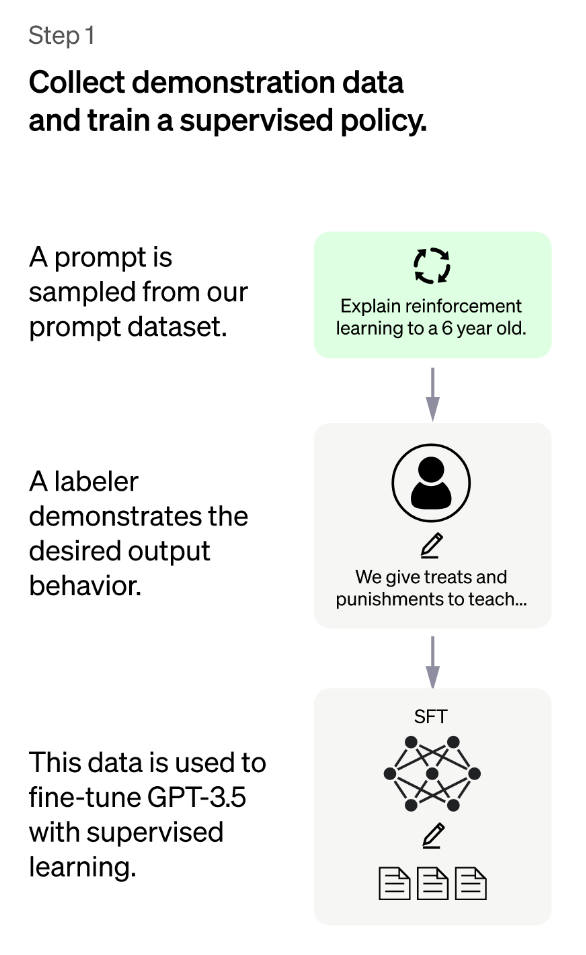 Step 1
Collect demonstration data
and train a supervised policy.
A prompt is
sampled from our
prompt dataset.
Explain reinforcement
learning to a 6 year old.
A labeler
demonstrates the
desired output
behavior.
We give treats and
punishments to teach...
SFT
This data is used to
fine-tune GPT-3.5
with supervised
learning.